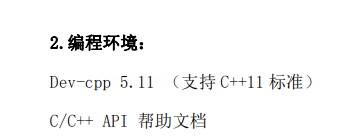 2.编程环境：
Dev-cpp 5.11 （支持 C++11 标准）
C/C++ API 帮助文档